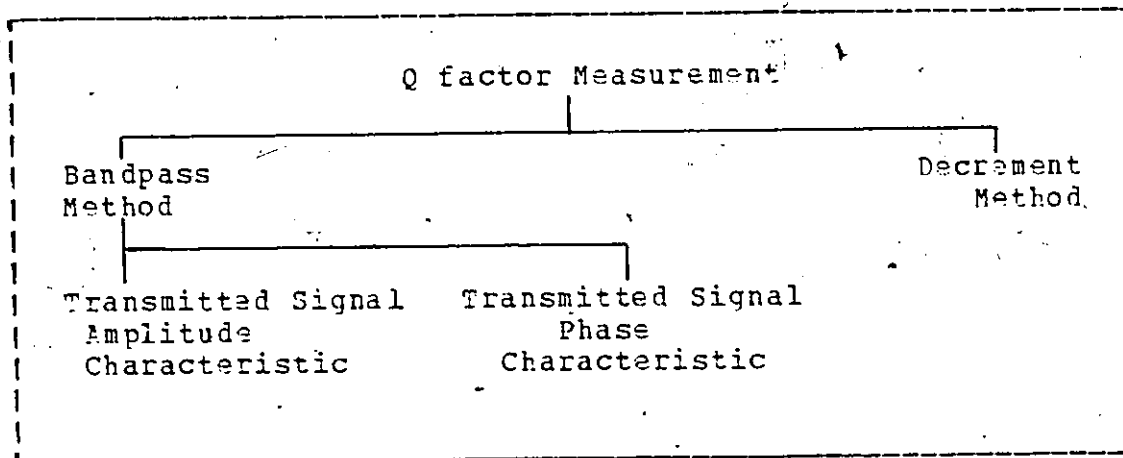 Q factor Measurement
Bandpass
Method
Decrement
Method
Transmitted Signal
Amplitude
Characteristic
Transmitted Signal
Phase
Characteristic